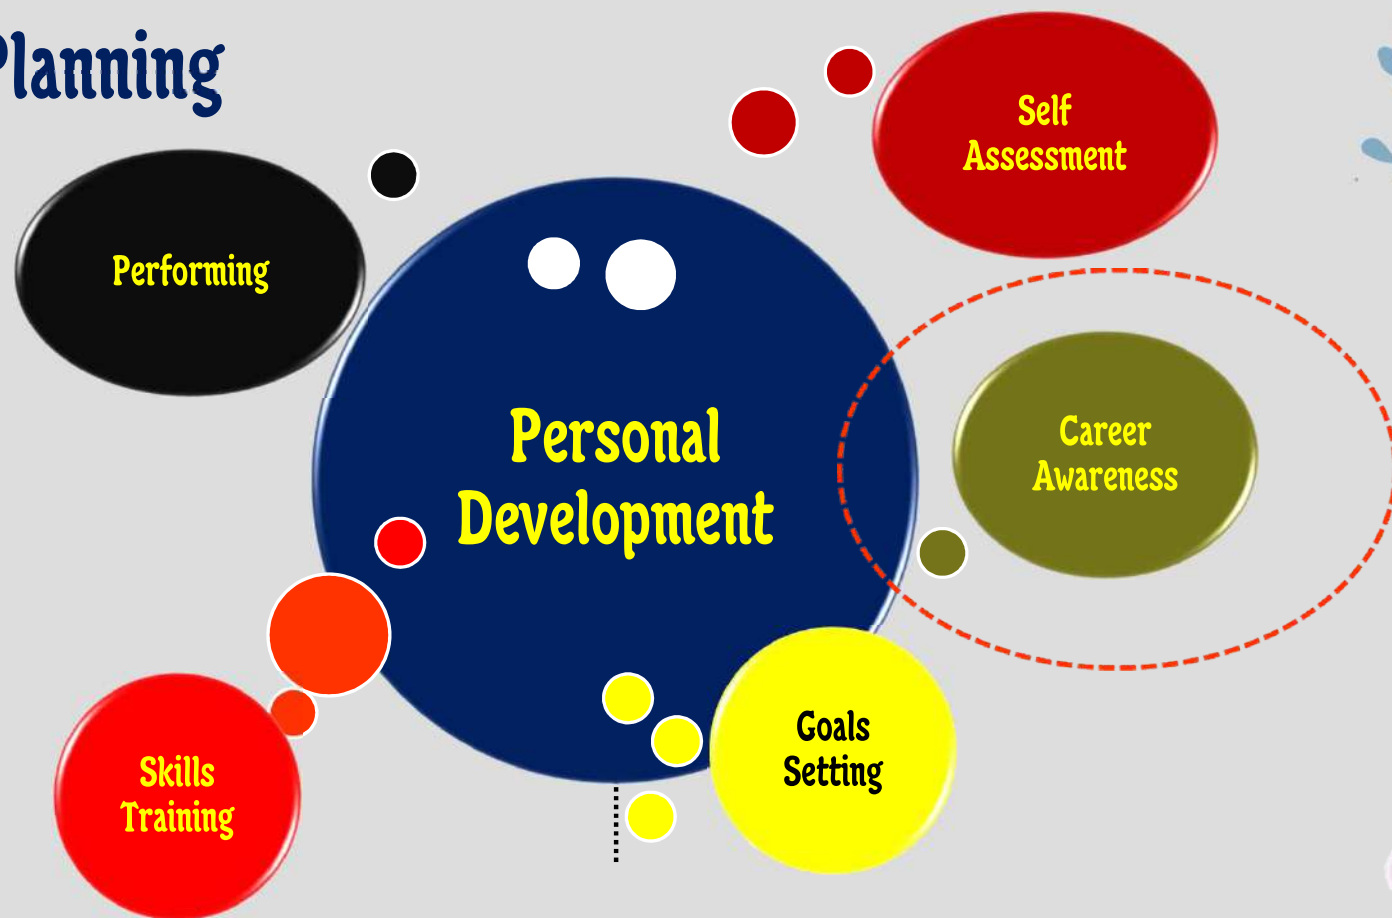 Planning
Self
Assessment
Performing
Career
Awareness
Personal
Development
Goals
Setting
Skills
Training